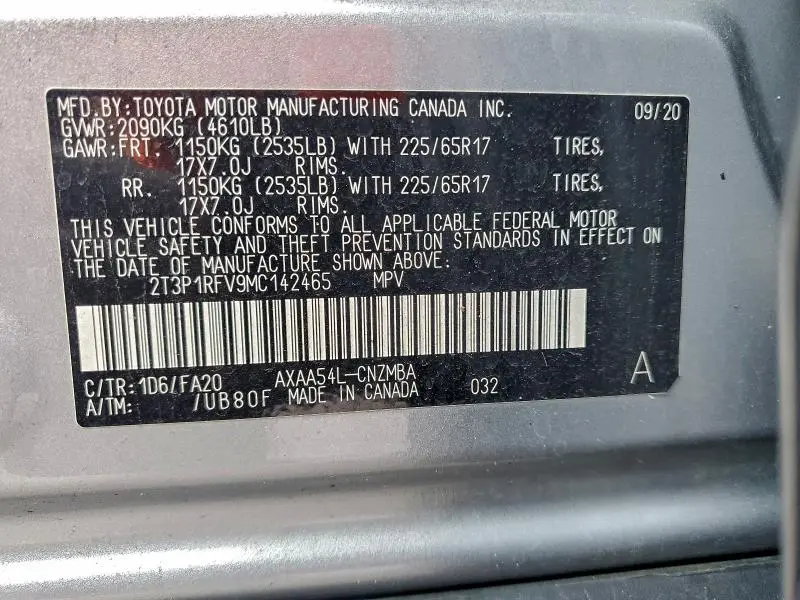 MFD.BY:TOYOTA MOTOR MANUFACTURING CANADA INC. 09/20
GVWR:2090KG (4610LB)
GAWR:FRT. 1150KG (2535LB) WITH 225/65R17 TIRES,
17X7.0J RIMS.
RR. 1150KG (2535LB) WITH 225/65R17 TIRES,
17X7.0J RIMS.
THIS VEHICLE CONFORMS TO ALL APPLICABLE FEDERAL MOTOR
VEHICLE SAFETY AND THEFT PREVENTION STANDARDS IN EFFECT ON
THE DATE OF MANUFACTURE SHOWN ABOVE.
2T3P1RFV9MC142465 MPV
C/TR:1D6/FA20 AXAA54L-CNZMBA A
A/TM: /UB80F MADE IN CANADA 032